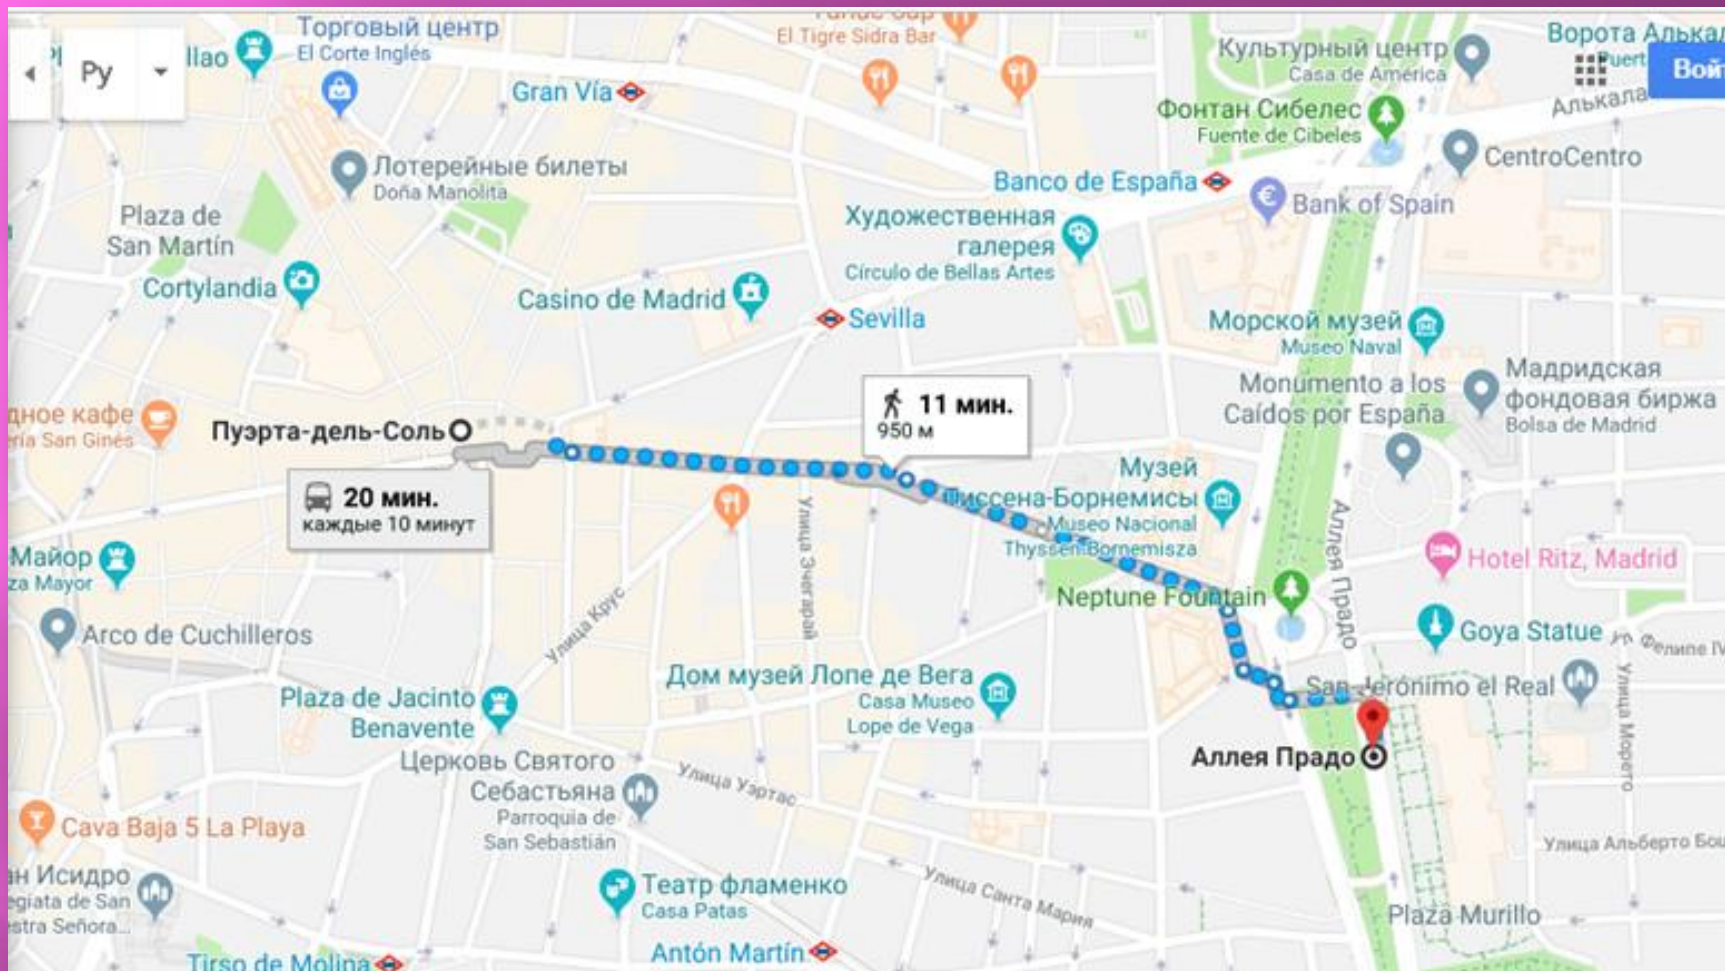 Торговый центр
El Corte Inglés
Ру
Gran Vía
El Tigre Sidra Bar
Культурный центр
Casa de América
Фонтан Сибелес
Fuente de Cibeles
Алькала
Лотерейные билеты
Doña Manolita
Banco de España
CentroCentro
Bank of Spain
Plaza de
San Martín
Художественная
галерея
Círculo de Bellas Artes
Cortylandia
Casino de Madrid
Sevilla
Морской музей
Museo Naval
Monumento a los
Caídos por España
Мадридская
фондовая биржа
Bolsa de Madrid
Пуэрта-дель-Соль
11 мин.
950 м
20 мин.
каждые 10 минут
Музей
Тиссена-Борнемисы
Museo Nacional
Thyssen-Bornemisza
Улица Эчегарай
Аллея Прадо
Hotel Ritz, Madrid
Майор
Neptune Fountain
Goya Statue
Arco de Cuchilleros
Улица Крус
Дом музей Лопе де Вега
Casa Museo
Lope de Vega
San Jerónimo el Real
Улица Морето
Plaza de Jacinto
Benavente
Аллея Прадо
Церковь Святого
Себастьяна
Parroquia de
San Sebastián
Улица Уэртас
Cava Baja 5 La Playa
Театр фламенко
Casa Patas
Улица Санта Мария
Улица Альберто
Plaza Murillo
Исидро
Antón Martín
Tirso de Molina